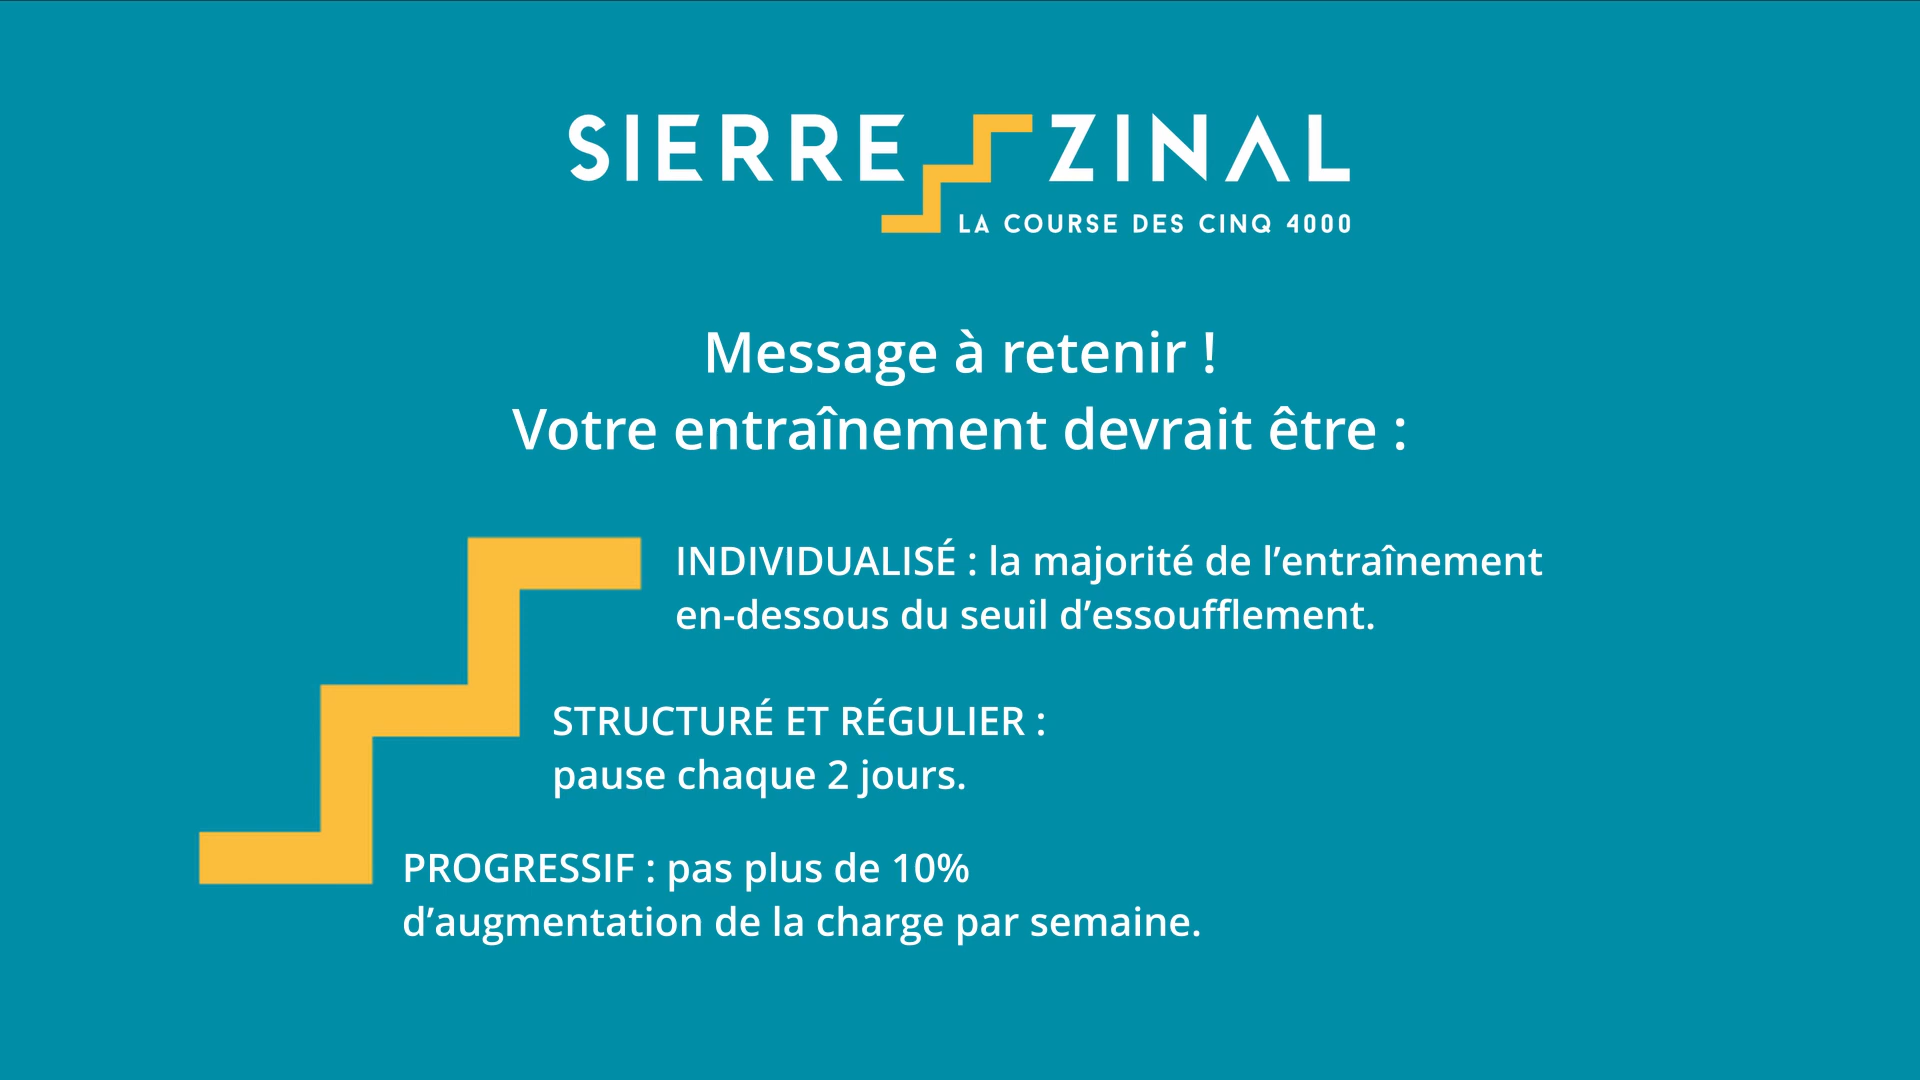 SIERRE ZINAL
LA COURSE DES CINQ 4000
Message à retenir !
Votre entraînement devrait être :
INDIVIDUALISÉ : la majorité de l’entraînement
en-dessous du seuil d’essoufflement.
STRUCTURÉ ET RÉGULIER :
pause chaque 2 jours.
PROGRESSIF : pas plus de 10%
d’augmentation de la charge par semaine.